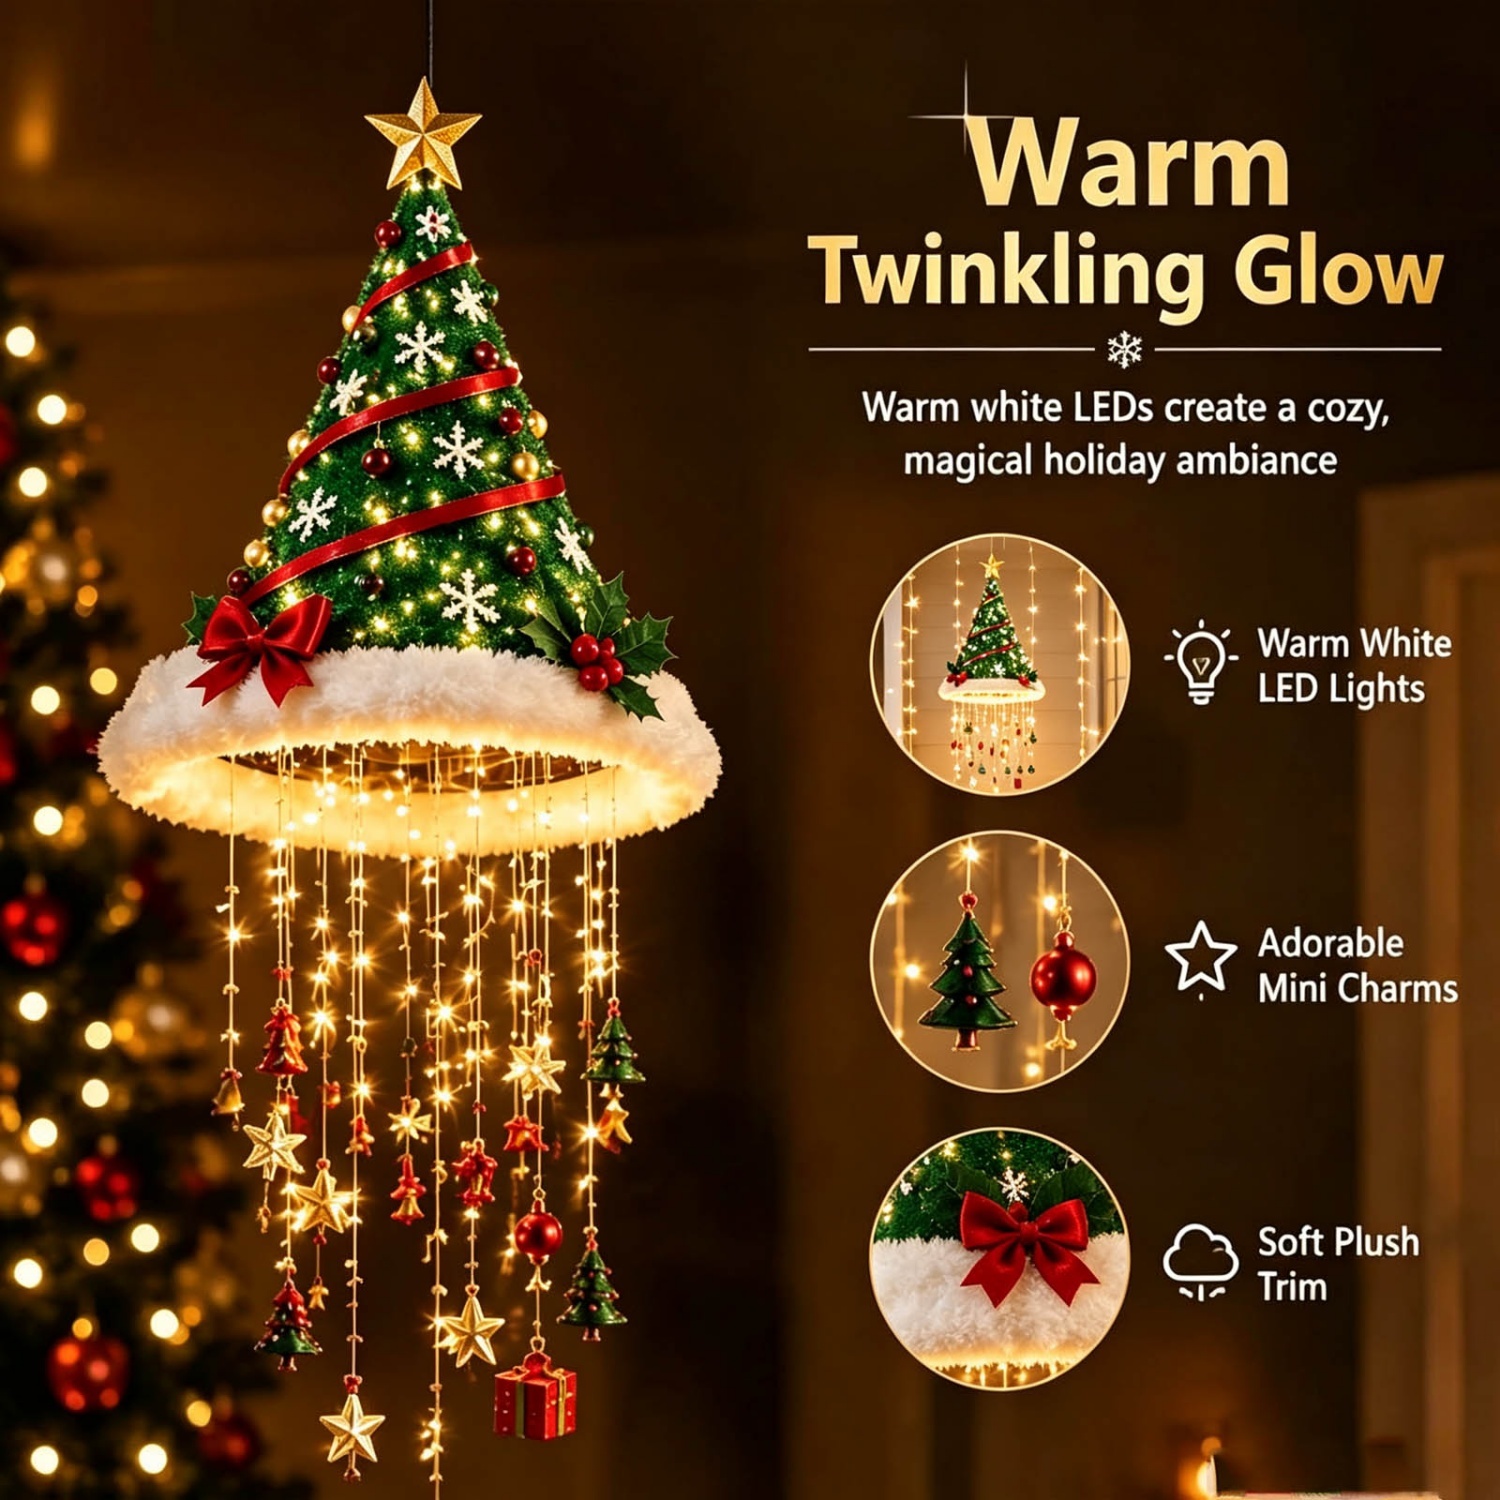 Warm
Twinkling Glow
Warm white LEDs create a cozy,
magical holiday ambiance
Warm White
LED Lights
Adorable
Mini Charms
Soft Plush
Trim